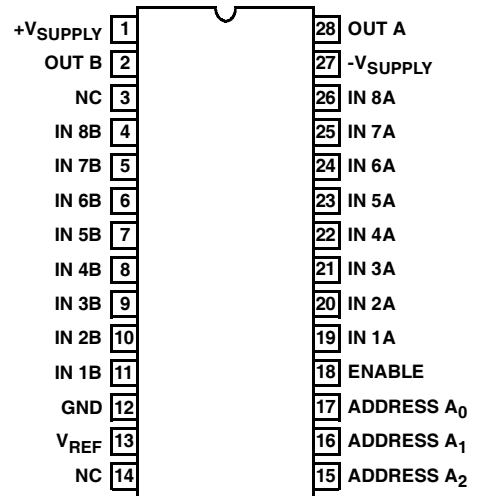 +VSUPPLY 1 28 OUT A
OUT B 2 27 -VSUPPLY
NC 3 26 IN 8A
IN 8B 4 25 IN 7A
IN 7B 5 24 IN 6A
IN 6B 6 23 IN 5A
IN 5B 7 22 IN 4A
IN 4B 8 21 IN 3A
IN 3B 9 20 IN 2A
IN 2B 10 19 IN 1A
IN 1B 11 18 ENABLE
GND 12 17 ADDRESS A0
VREF 13 16 ADDRESS A1
NC 14 15 ADDRESS A2